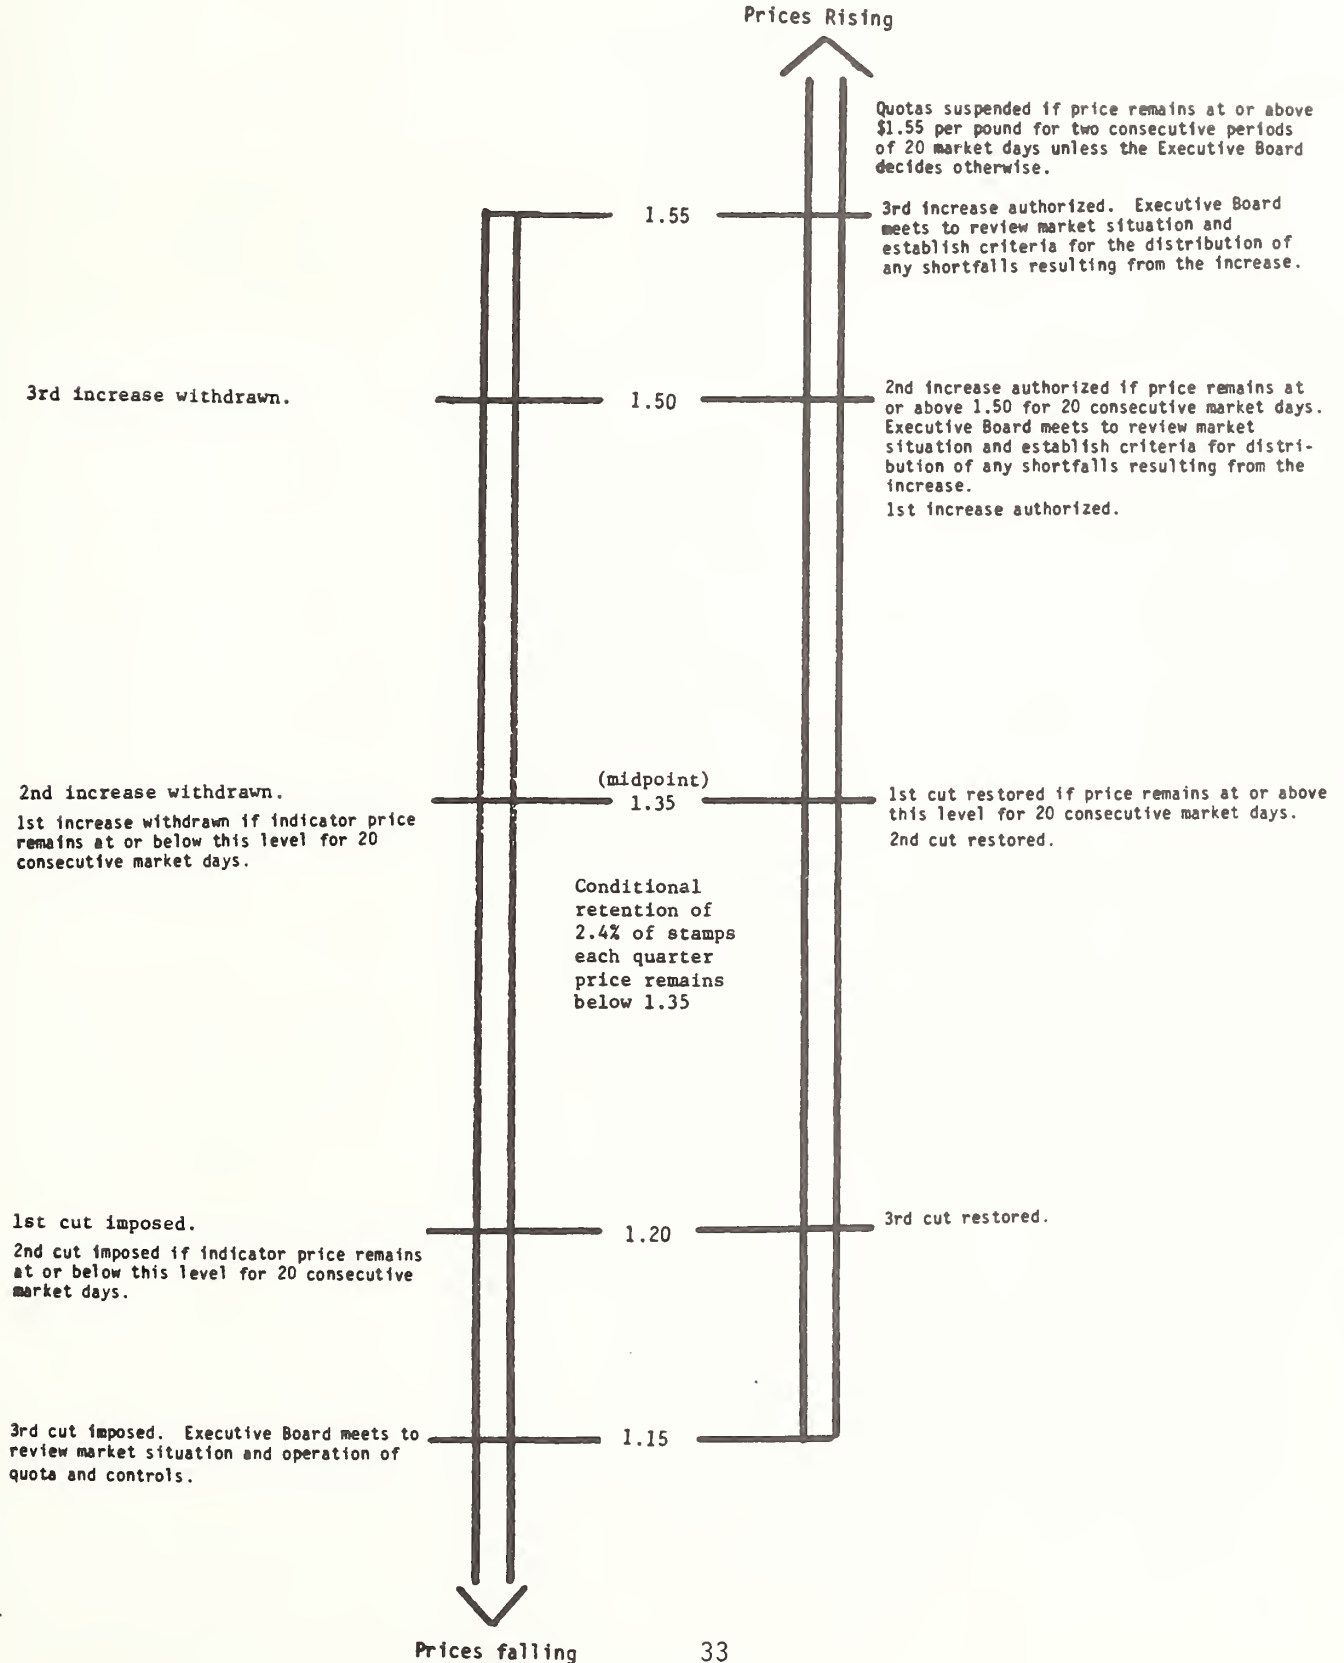 Prices Rising
Quotas suspended if price remains at or above
$1.55 per pound for two consecutive periods
of 20 market days unless the Executive Board
decides otherwise.
1.55
3rd increase authorized. Executive Board
meets to review market situation and
establish criteria for the distribution of
any shortfalls resulting from the increase.
3rd increase withdrawn.
1.50
2nd increase authorized if price remains at
or above 1.50 for 20 consecutive market days.
Executive Board meets to review market
situation and establish criteria for distri-
bution of any shortfalls resulting from the
increase.
1st increase authorized.
2nd increase withdrawn.
1st increase withdrawn if indicator price
remains at or below this level for 20
consecutive market days.
(midpoint)
1.35
1st cut restored if price remains at or above
this level for 20 consecutive market days.
2nd cut restored.
Conditional
retention of
2.4% of stamps
each quarter
price remains
below 1.35
1st cut imposed.
2nd cut imposed if indicator price remains
at or below this level for 20 consecutive
market days.
1.20
3rd cut restored.
3rd cut imposed. Executive Board meets to
review market situation and operation of
quota and controls.
1.15
Prices falling
33